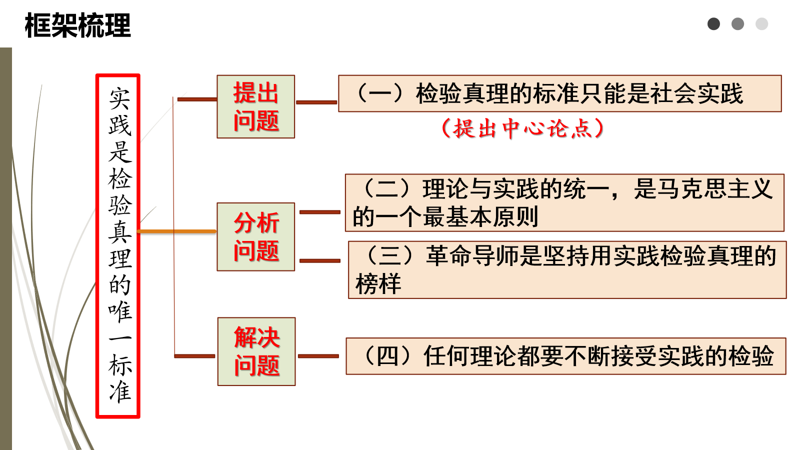 框架梳理
实践是检验真理的唯一标准
提出
问题
（一）检验真理的标准只能是社会实践
（提出中心论点）
分析
问题
（二）理论与实践的统一，是马克思主义
的一个最基本原则
（三）革命导师是坚持用实践检验真理的
榜样
解决
问题
（四）任何理论都要不断接受实践的检验